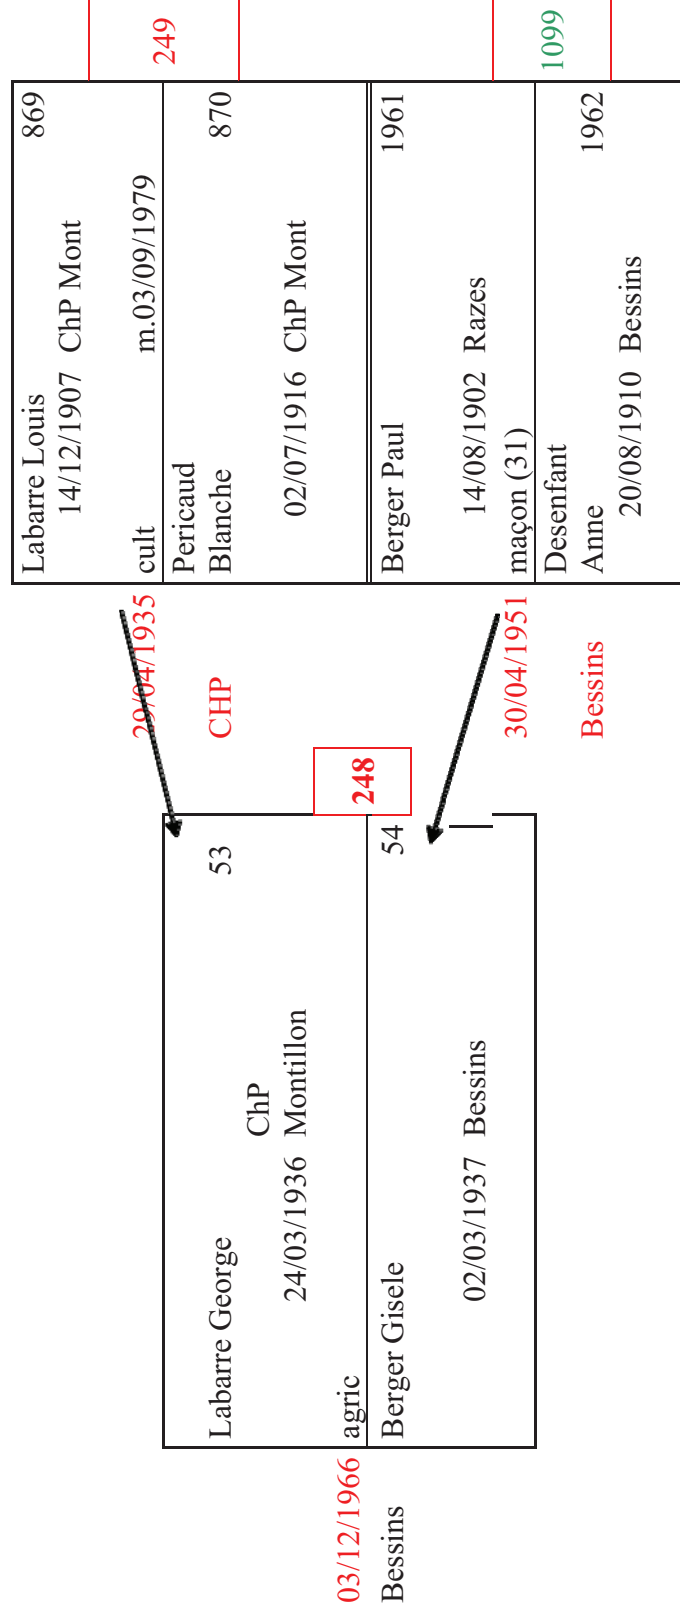 03/12/1966
Bessins
Labarre George 53
ChP
24/03/1936 Montillon
agric
Berger Gisele 54
02/03/1937 Bessins
248
29/04/1935
CHP
30/04/1951
Bessins
Labarre Louis 869
14/12/1907 ChP Mont
cult m.03/09/1979
Pericaud
Blanche 870
02/07/1916 ChP Mont
Berger Paul 1961
14/08/1902 Razes
maçon (31)
Desenfant
Anne 1962
20/08/1910 Bessins
249
1099